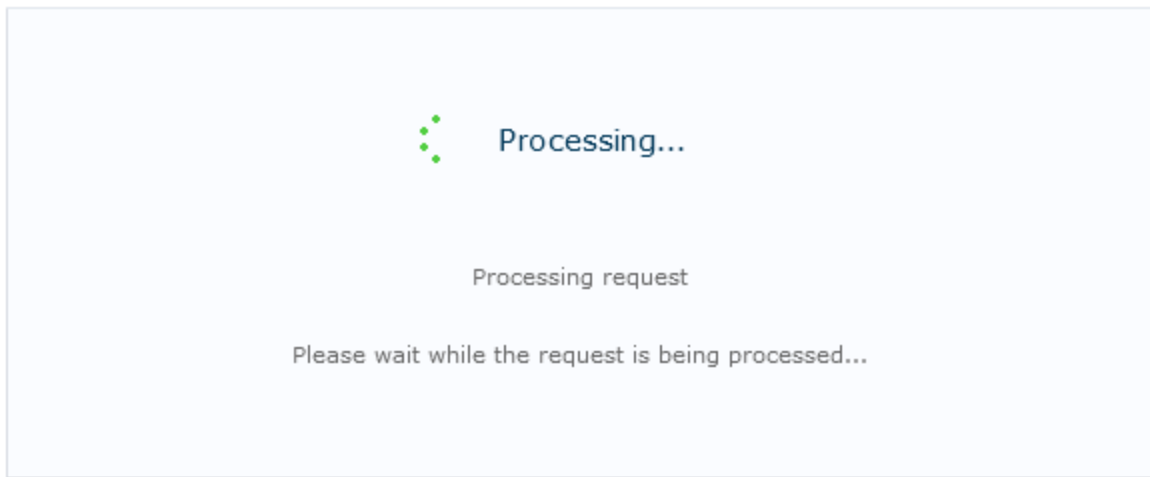 Processing...
Processing request
Please wait while the request is being processed...